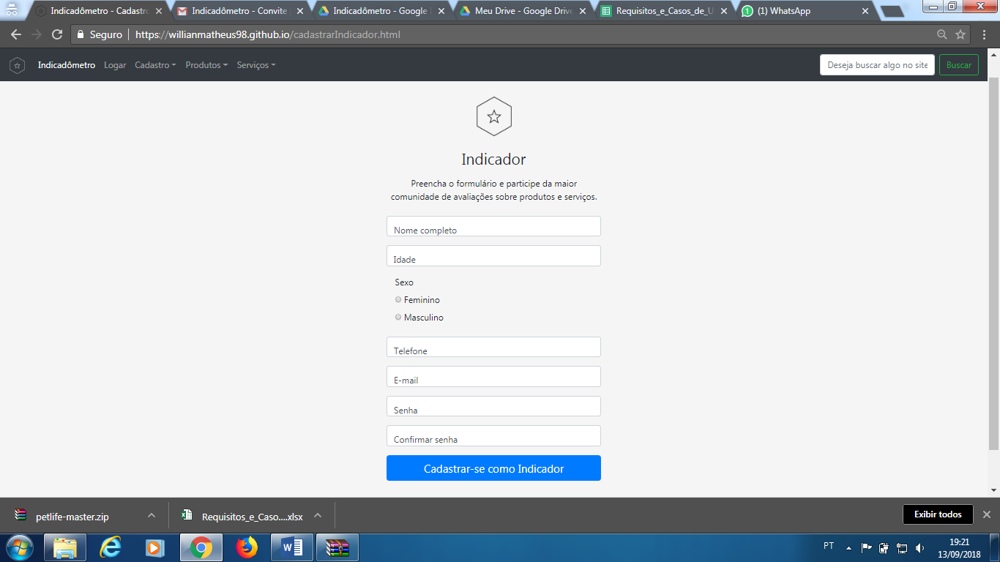 Indicadômetro - Cadastro
Indicadômetro - Convite
Indicadômetro - Google
Meu Drive - Google Drive
Requisitos_e_Casos_de_U
(1) WhatsApp
Seguro
https://willianmatheus98.github.io/cadastrarIndicador.html
Indicadômetro Logar Cadastro Produtos Serviços
Deseja buscar algo no site
Buscar
Indicador
Preencha o formulário e participe da maior
comunidade de avaliações sobre produtos e serviços.
Nome completo
Idade
Sexo
Feminino
Masculino
Telefone
E-mail
Senha
Confirmar senha
Cadastrar-se como Indicador
petlife-master.zip
Requisitos_e_Caso....xlsx
Exibir todos
PT
19:21
13/09/2018